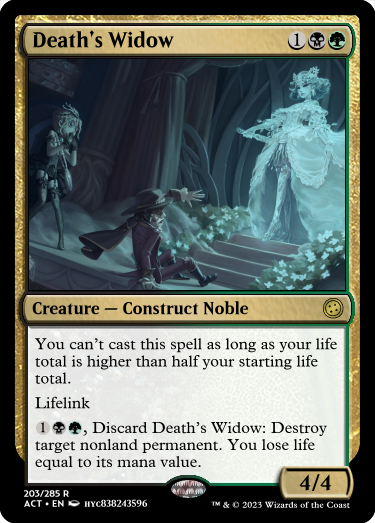 Death's Widow 1
Creature — Construct Noble
You can't cast this spell as long as your life
total is higher than half your starting life
total.
Lifelink
1, Discard Death's Widow: Destroy
target nonland permanent. You lose life
equal to its mana value.
4/4
203/285 R
ACT • EN HYC838243596
™ & © 2023 Wizards of the Coast